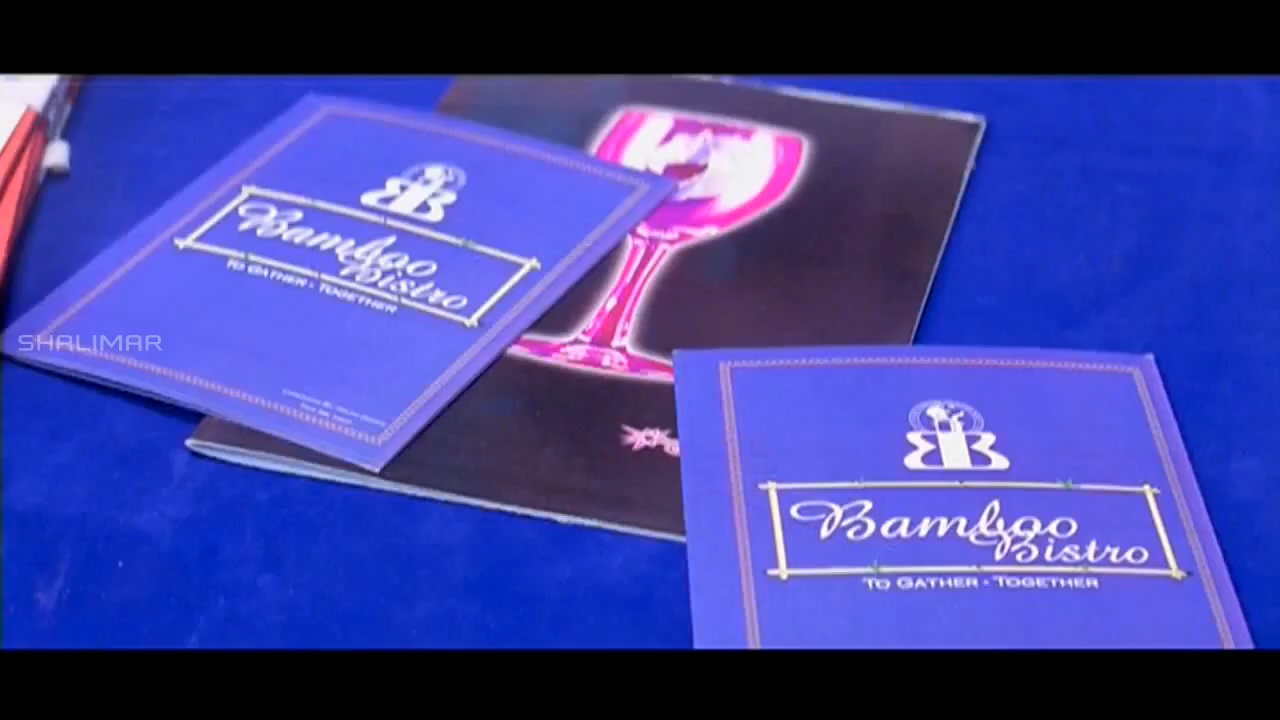 Bamboo
Bistro
TO GATHER - TOGETHER
SHALIMAR
Bamboo
Bistro
TO GATHER - TOGETHER